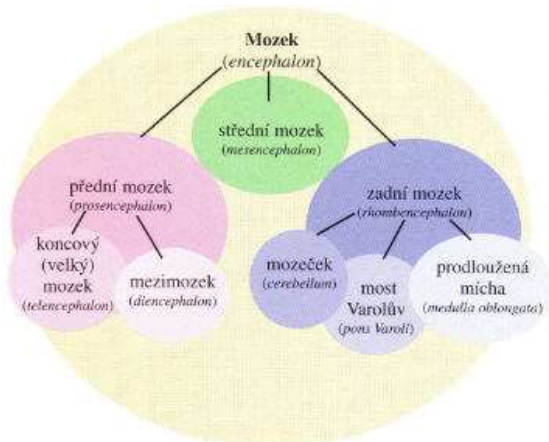 Mozek
(encephalon)
střední mozek
(mesencephalon)
přední mozek
(prosencephalon)
koncový
(velký)
mozek
(telencephalon)
mezimozek
(diencephalon)
zadní mozek
(rhombencephalon)
mozeček
(cerebellum)
most
Varolův
(pons Varoli)
prodloužená
mícha
(medulla oblongata)